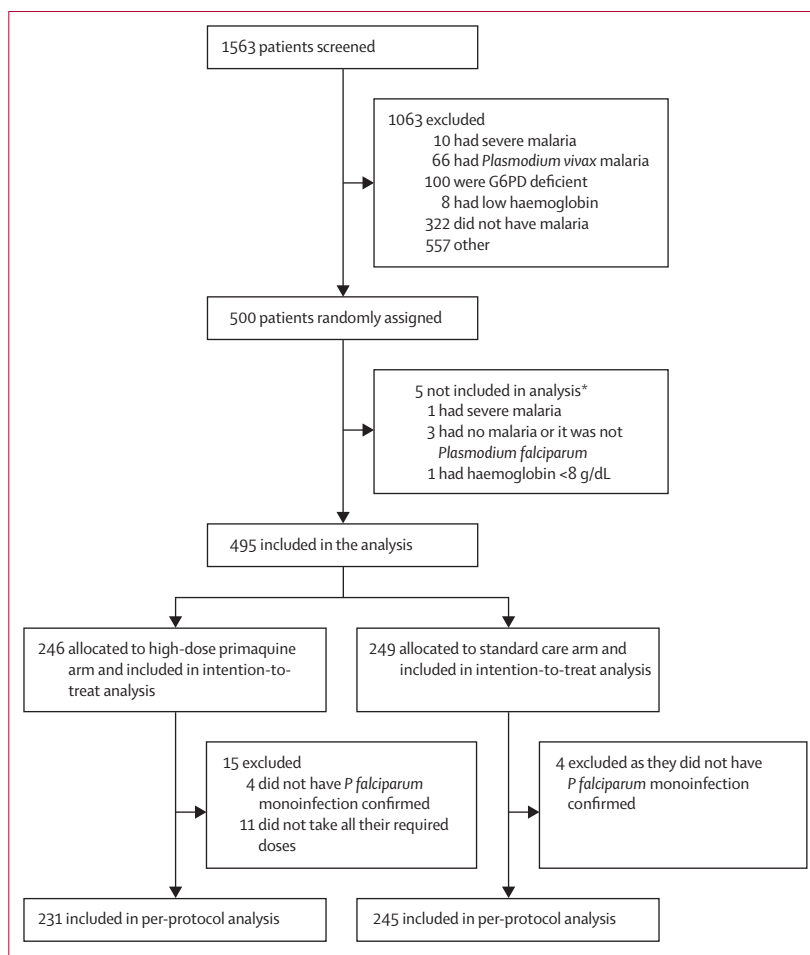 1563 patients screened
1063 excluded
10 had severe malaria
66 had Plasmodium vivax malaria
100 were G6PD deficient
8 had low haemoglobin
322 did not have malaria
557 other
500 patients randomly assigned
5 not included in analysis*
1 had severe malaria
3 had no malaria or it was not
Plasmodium falciparum
1 had haemoglobin <8 g/dL
495 included in the analysis
246 allocated to high-dose primaquine
arm and included in intention-to-
treat analysis
249 allocated to standard care arm and
included in intention-to-treat analysis
15 excluded
4 did not have P falciparum
monoinfection confirmed
11 did not take all their required
doses
4 excluded as they did not have
P falciparum monoinfection
confirmed
231 included in per-protocol analysis
245 included in per-protocol analysis